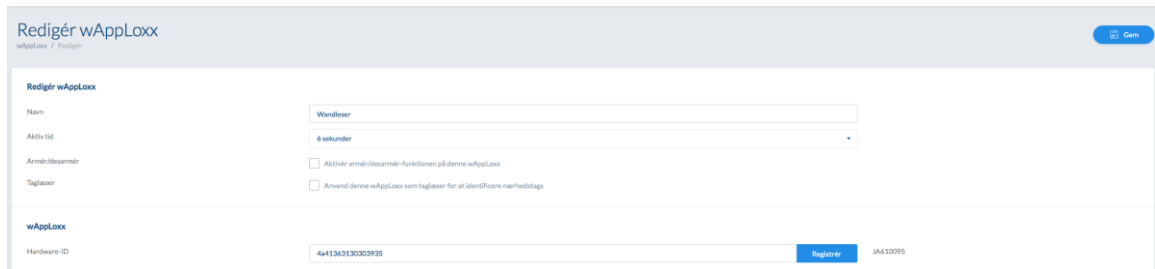 Redigér wAppLoxx
wAppLoxx / Redigér
Gem
Redigér wAppLoxx
Navn
Wandleser
Aktiv tid
6 sekunder
Armér/desarmér
Aktivér armér/desarmér-funktionen på denne wAppLoxx
Taglæser
Anvend denne wAppLoxx som taglæser for at identificere nærhedstags
wAppLoxx
Hardware-ID
4a41363130303935
Registrér
JA610095